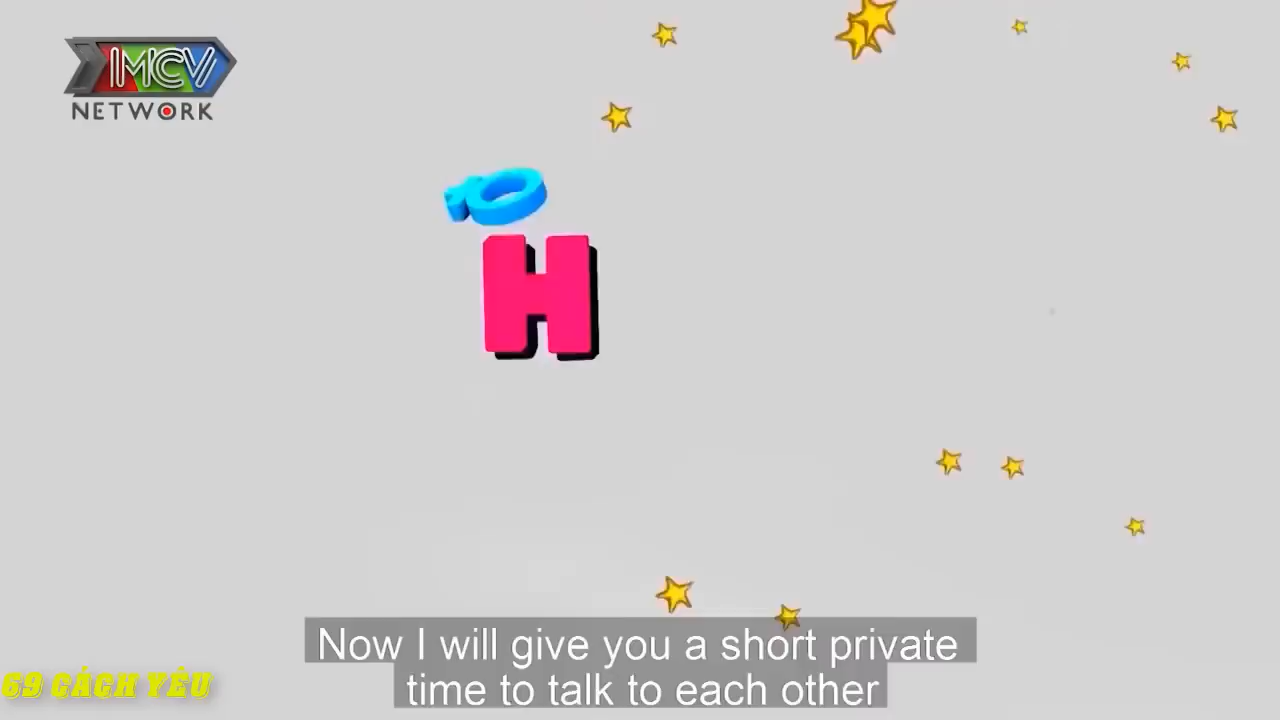 MCV
NETWORK
H
Now I will give you a short private
time to talk to each other
69 CÁCH YÊU